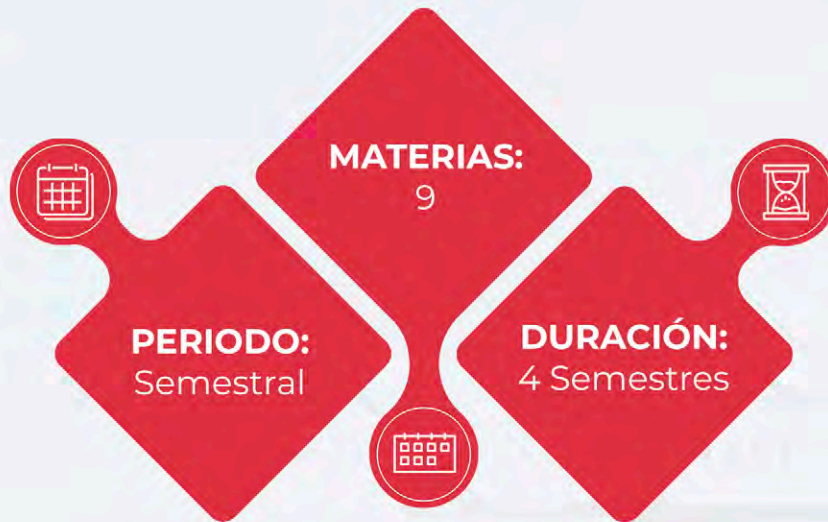 MATERIAS:
9
PERIODO:
Semestral
DURACIÓN:
4 Semestres